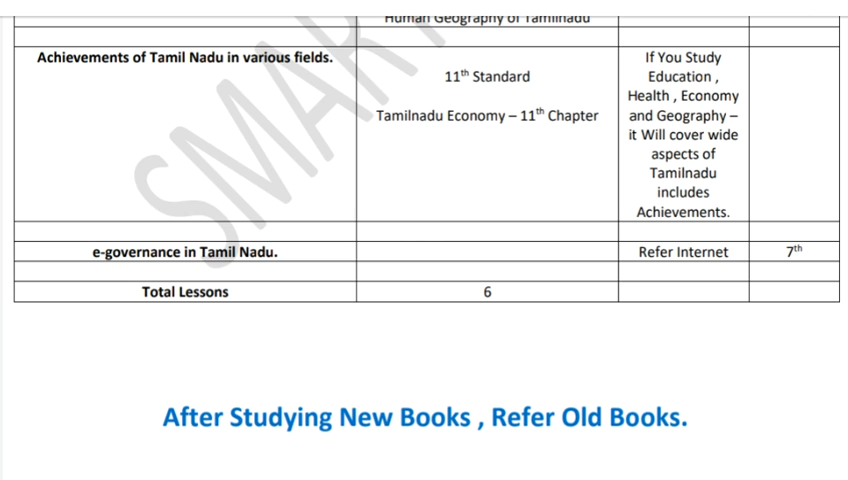 Human Geography of Tamilnadu
Achievements of Tamil Nadu in various fields.
11th Standard
Tamilnadu Economy – 11th Chapter
If You Study
Education ,
Health , Economy
and Geography –
it Will cover wide
aspects of
Tamilnadu
includes
Achievements.
e-governance in Tamil Nadu.
Refer Internet
7th
Total Lessons
6
SMAR
After Studying New Books , Refer Old Books.